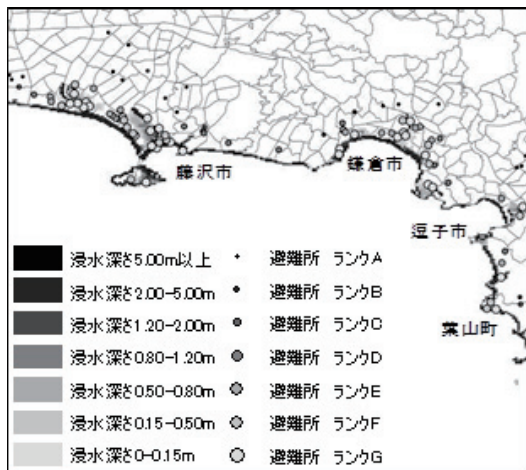 藤沢市
鎌倉市
逗子市
葉山町
浸水深さ5.00m以上 避難所 ランクA
浸水深さ2.00-5.00m 避難所 ランクB
浸水深さ1.20-2.00m 避難所 ランクC
浸水深さ0.80-1.20m 避難所 ランクD
浸水深さ0.50-0.80m 避難所 ランクE
浸水深さ0.15-0.50m 避難所 ランクF
浸水深さ0-0.15m 避難所 ランクG